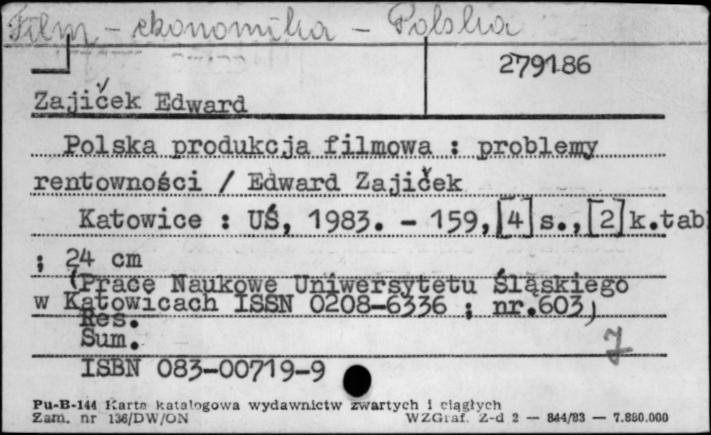 Film - ekonomika - Polska
279186
Zajiček Edward
Polska produkcja filmowa : problemy
rentowności / Edward Zajiček
Katowice : UŚ, 1983. - 159, [4] s., [2] k.tab
; 24 cm
(Prace Naukowe Uniwersytetu Śląskiego
w Katowicach ISSN 0208-6336 ; nr.603)
Res.
Sum.
7
ISBN 083-00719-9
Pu-B-144 Karta katalogowa wydawnictw zwartych i ciągłych
Zam. nr 136/DW/ON WZGraf. Z-d 2 — 844/83 — 7.880.000